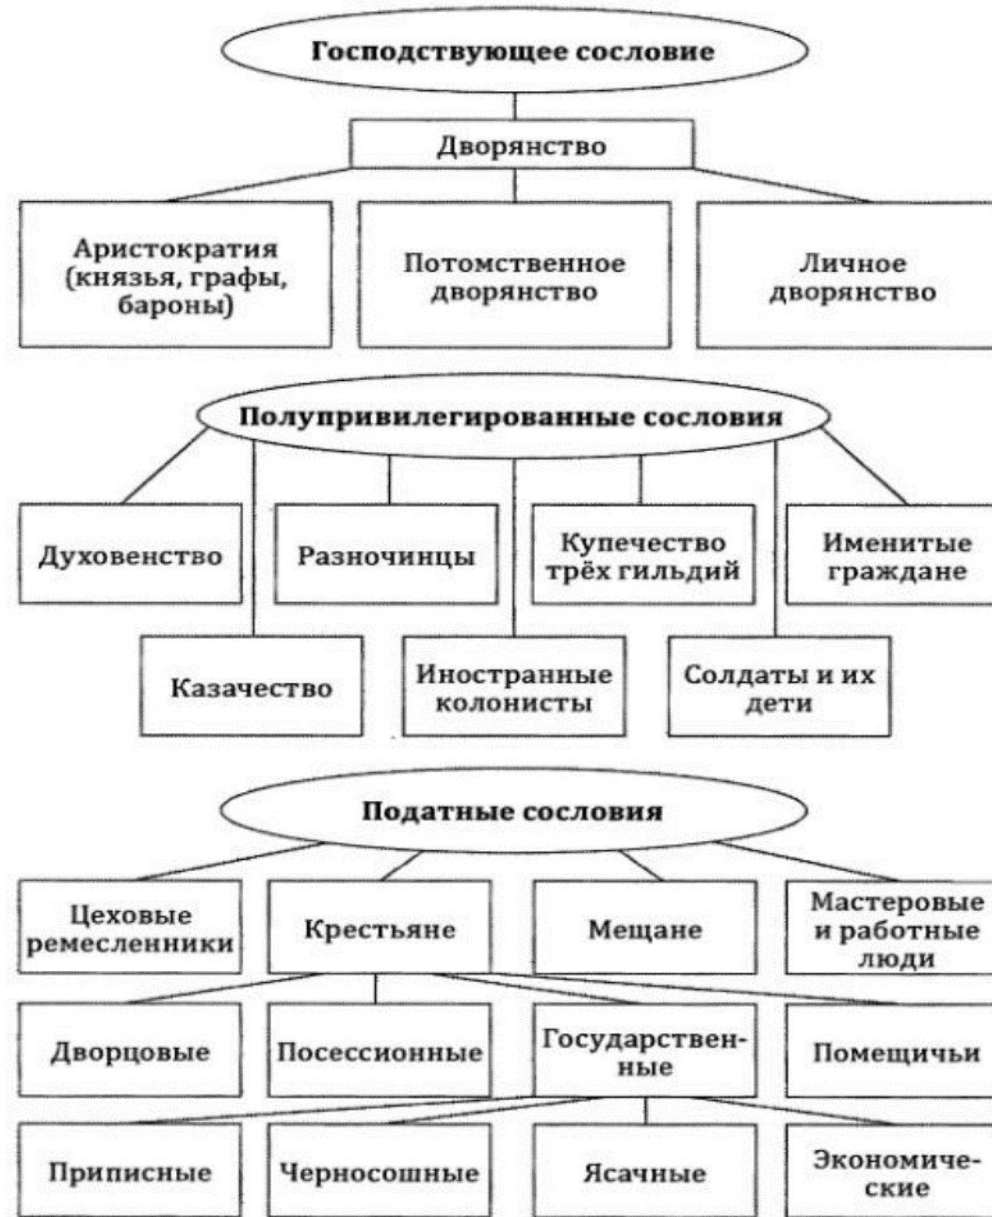 Господствующее сословие
Дворянство
Аристократия
(князья, графы,
бароны)
Потомственное
дворянство
Личное
дворянство
Полупривилегированные сословия
Духовенство
Разночинцы
Купечество
трёх гильдий
Именитые
граждане
Казачество
Иностранные
колонисты
Солдаты и их
дети
Податные сословия
Цеховые
ремесленники
Крестьяне
Мещане
Мастеровые
и работные
люди
Дворцовые
Посессионные
Государствен-
ные
Помещичьи
Приписные
Черносошные
Ясачные
Экономиче-
ские